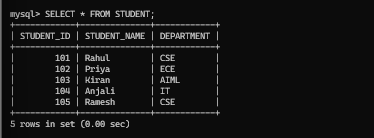 mysql> SELECT * FROM STUDENT;
+------------+--------------+------------+
| STUDENT_ID | STUDENT_NAME | DEPARTMENT |
+------------+--------------+------------+
|        101 | Rahul        | CSE        |
|        102 | Priya        | ECE        |
|        103 | Kiran        | AIML       |
|        104 | Anjali       | IT         |
|        105 | Ramesh       | CSE        |
+------------+--------------+------------+
5 rows in set (0.00 sec)